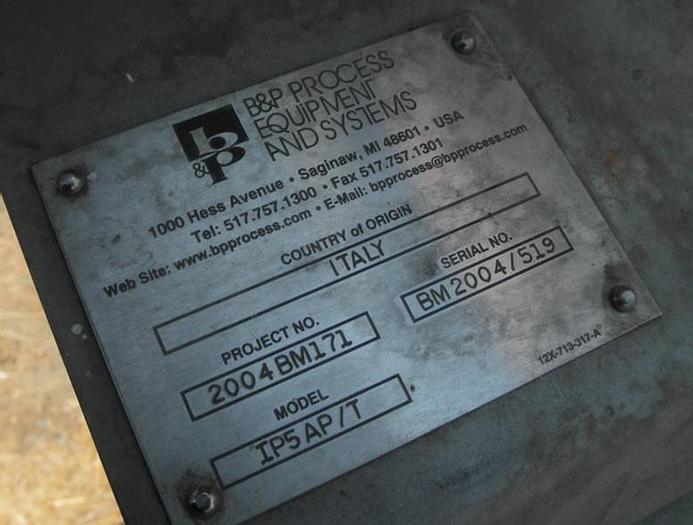 b
&p
B&P PROCESS
EQUIPMENT
AND SYSTEMS
1000 Hess Avenue • Saginaw, MI 48601 • USA
Tel: 517.757.1300 • Fax 517.757.1301
Web Site: www.bpprocess.com • E-Mail: bpprocess@bpprocess.com
COUNTRY of ORIGIN
ITALY
PROJECT NO.
2004BM171
SERIAL NO.
BM2004/519
MODEL
IP5AP/T
12X-713-317-A